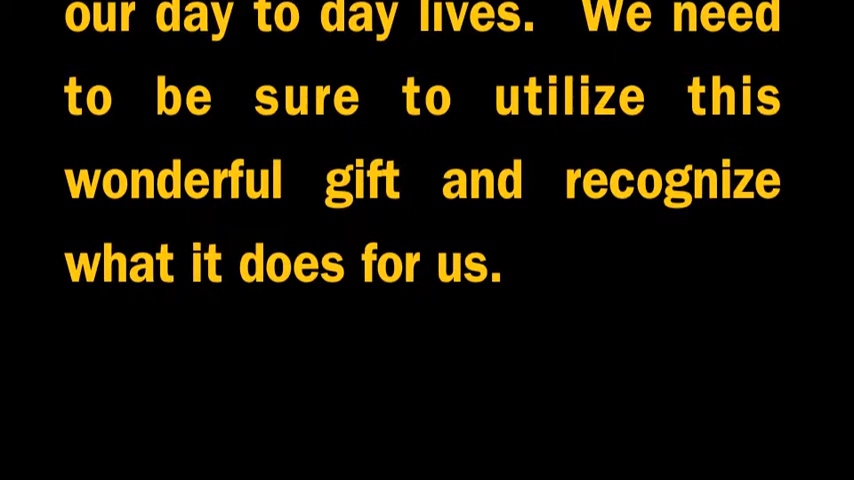 our day to day lives. We need
to be sure to utilize this
wonderful gift and recognize
what it does for us.